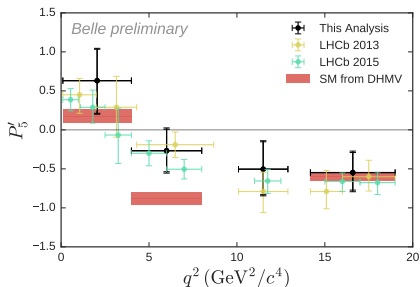 Belle preliminary
This Analysis
LHCb 2013
LHCb 2015
SM from DHMV
1.5
1.0
0.5
0.0
−0.5
−1.0
−1.5
P′5
0 5 10 15 20
q² (GeV²/c⁴)